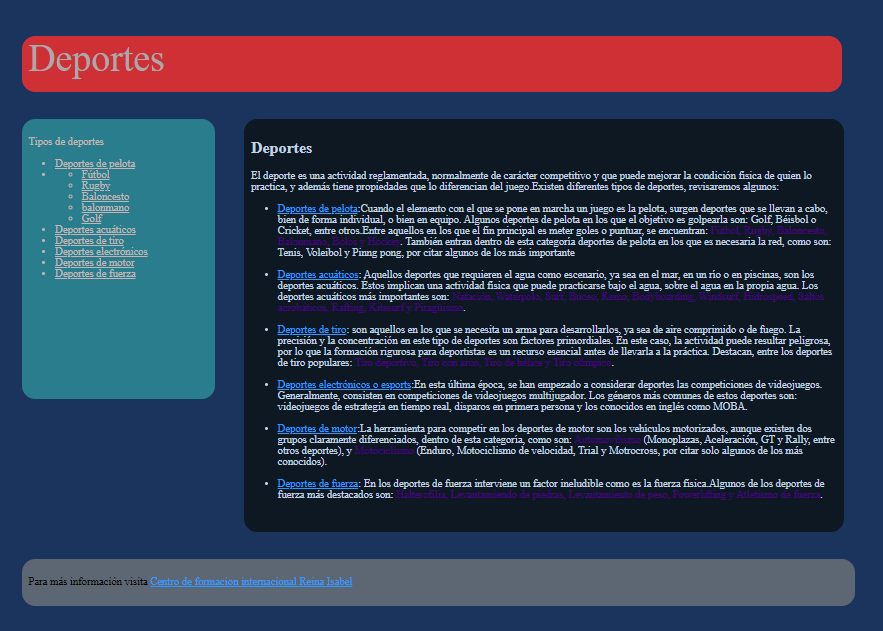 Deportes
Tipos de deportes
Deportes de pelota
Fútbol
Rugby
Baloncesto
balonmano
Golf
Deportes acuáticos
Deportes de tiro
Deportes electrónicos
Deportes de motor
Deportes de fuerza
Deportes
El deporte es una actividad reglamentada, normalmente de carácter competitivo y que puede mejorar la condición física de quien lo
practica, y además tiene propiedades que lo diferencian del juego.Existen diferentes tipos de deportes, revisaremos algunos:
Deportes de pelota:Cuando el elemento con el que se pone en marcha un juego es la pelota, surgen deportes que se llevan a cabo,
bien de forma individual, o bien en equipo. Algunos deportes de pelota en los que el objetivo es golpearla son: Golf, Béisbol o
Cricket, entre otros.Entre aquellos en los que el fin principal es meter goles o puntuar, se encuentran: Fútbol, Rugby, Baloncesto,
Balonmano, Bolos y Hockey. También entran dentro de esta categoría deportes de pelota en los que es necesaria la red, como son:
Tenis, Voleibol y Pinng pong, por citar algunos de los más importante
Deportes acuáticos: Aquellos deportes que requieren el agua como escenario, ya sea en el mar, en un río o en piscinas, son los
deportes acuáticos. Estos implican una actividad física que puede practicarse bajo el agua, sobre el agua en la propia agua. Los
deportes acuáticos más importantes son: Natación, Waterpolo, Surf, Buceo, Remo, Bodyboarding, Windsurf, Hidrospeed, Saltos
acrobáticos, Rafting, Kitesurf y Piragüismo.
Deportes de tiro: son aquellos en los que se necesita un arma para desarrollarlos, ya sea de aire comprimido o de fuego. La
precisión y la concentración en este tipo de deportes son factores primordiales. En este caso, la actividad puede resultar peligrosa,
por lo que la formación rigurosa para deportistas es un recurso esencial antes de llevarla a la práctica. Destacan, entre los deportes
de tiro populares: Tiro deportivo, Tiro con arco, Tiro de hélice y Tiro olímpico.
Deportes electrónicos o esports:En esta última época, se han empezado a considerar deportes las competiciones de videojuegos.
Generalmente, consisten en competiciones de videojuegos multijugador. Los géneros más comunes de estos deportes son:
videojuegos de estrategia en tiempo real, disparos en primera persona y los conocidos en inglés como MOBA.
Deportes de motor:La herramienta para competir en los deportes de motor son los vehículos motorizados, aunque existen dos
grupos claramente diferenciados, dentro de esta categoría, como son: Automovilismo (Monoplazas, Aceleración, GT y Rally, entre
otros deportes), y Motociclismo (Enduro, Motociclismo de velocidad, Trial y Motrocross, por citar solo algunos de los más
conocidos).
Deportes de fuerza: En los deportes de fuerza interviene un factor ineludible como es la fuerza física.Algunos de los deportes de
fuerza más destacados son: Halterofilia, Levantamiento de piedras, Levantamiento de peso, Powerlifting y Atletismo de fuerza.
Para más información visita Centro de formacion internacional Reina Isabel